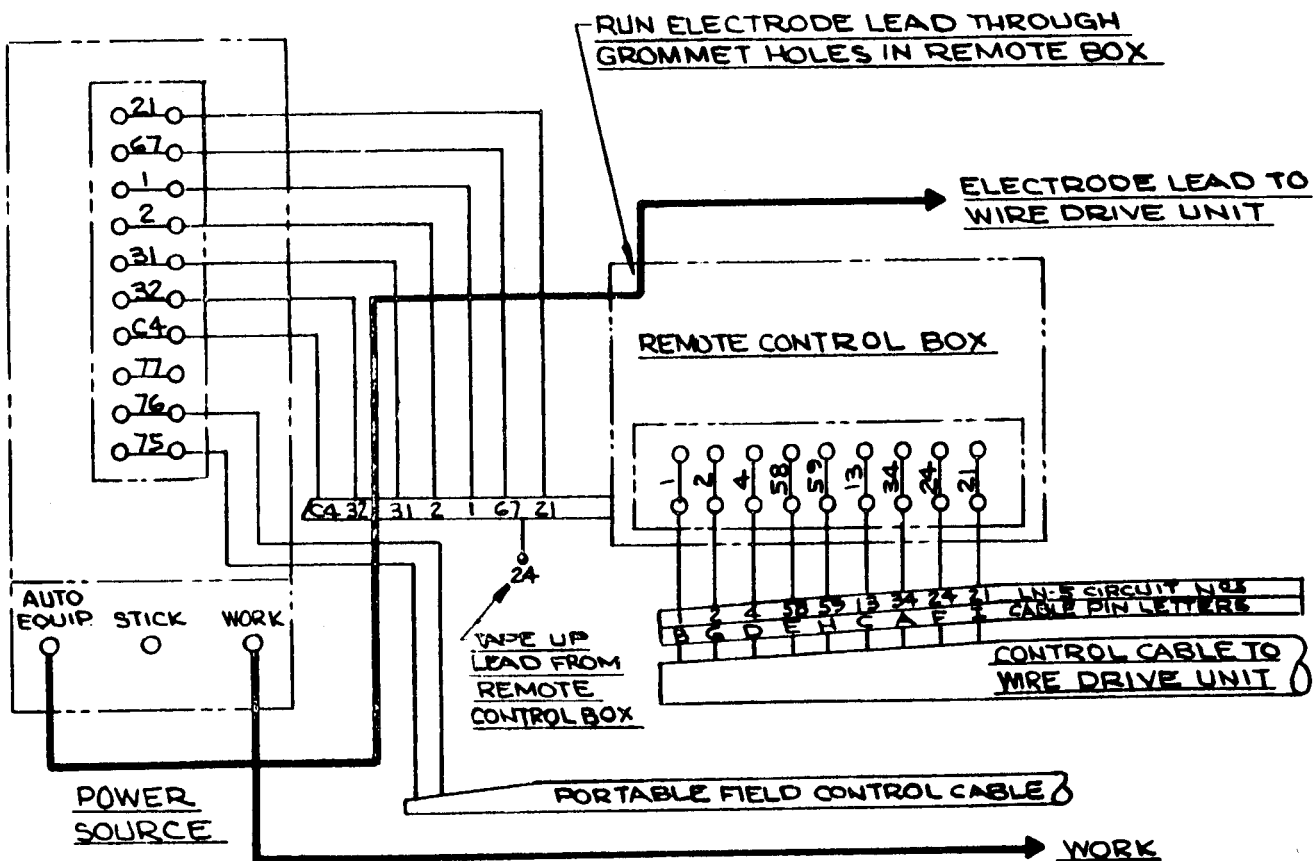 RUN ELECTRODE LEAD THROUGH
GROMMET HOLES IN REMOTE BOX
21
67
1
2
31
32
C4
77
76
75
ELECTRODE LEAD TO
WIRE DRIVE UNIT
REMOTE CONTROL BOX
1 2 4 58 59 13 34 24 21
C4 32 31 2 1 67 21
24
TAPE UP
LEAD FROM
REMOTE
CONTROL BOX
AUTO
EQUIP. STICK WORK
2 4 58 59 13 34 24 21 LN-5 CIRCUIT NOS
B G D E H C A F I CABLE PIN LETTERS
CONTROL CABLE TO
WIRE DRIVE UNIT
PORTABLE FIELD CONTROL CABLE
POWER
SOURCE
WORK